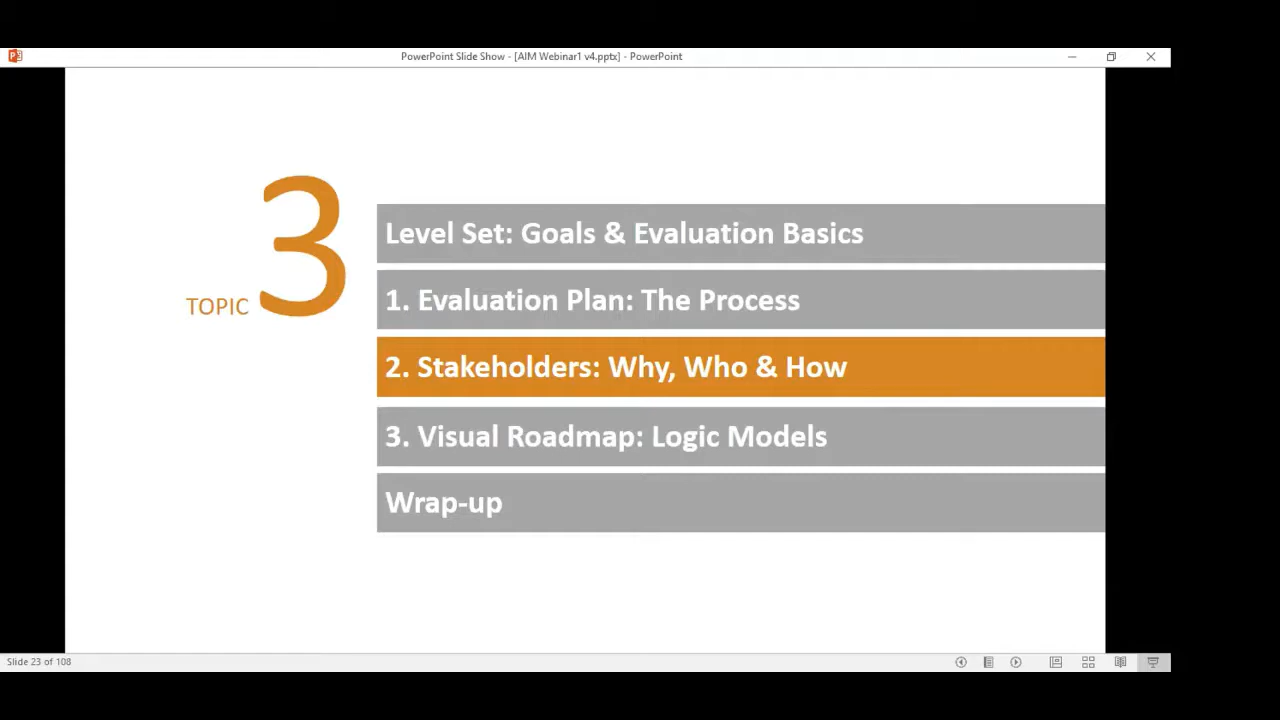 PowerPoint Slide Show - [AIM Webinar1 v4.pptx] - PowerPoint
TOPIC 3
Level Set: Goals & Evaluation Basics
1. Evaluation Plan: The Process
2. Stakeholders: Why, Who & How
3. Visual Roadmap: Logic Models
Wrap-up
Slide 23 of 108